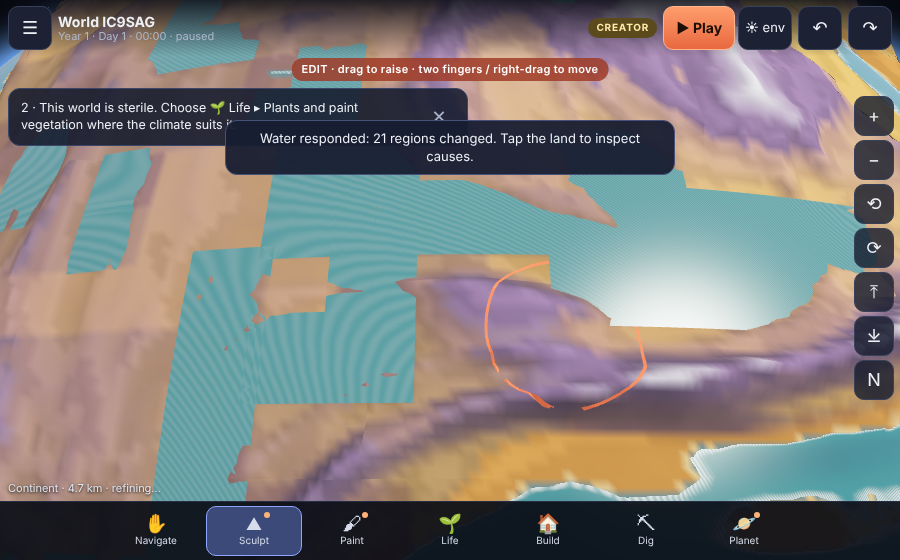 World IC9SAG
Year 1 · Day 1 · 00:00 · paused
CREATOR
▶ Play
☀ env
EDIT · drag to raise · two fingers / right-drag to move
2 · This world is sterile. Choose 🌱 Life ▸ Plants and paint
vegetation where the climate suits
Water responded: 21 regions changed. Tap the land to inspect
causes.
N
Continent · 4.7 km · refining...
Navigate
Sculpt
Paint
Life
Build
Dig
Planet